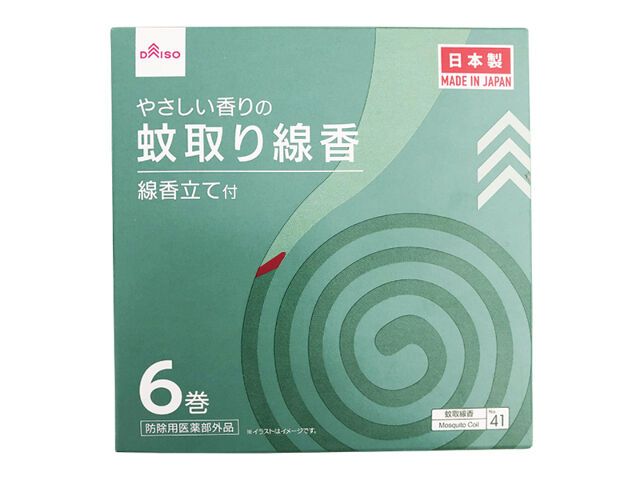 DAISO
日本製
MADE IN JAPAN
やさしい香りの
蚊取り線香
線香立て付
6巻
防除用医薬部外品
※イラストはイメージです。
蚊取線香
Mosquito Coil
No.
41